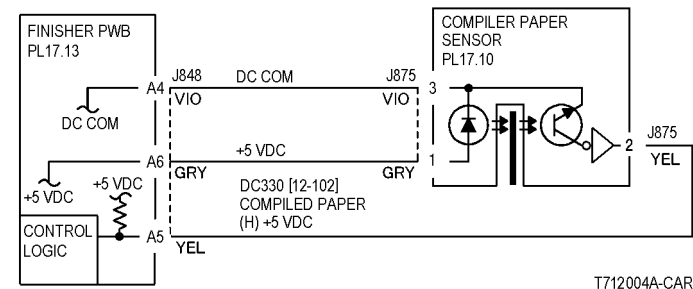 FINISHER PWB
PL17.13
COMPILER PAPER
SENSOR
PL17.10
A4 J848 DC COM J875 3
VIO VIO
DC COM
J875
2
YEL
A6 +5 VDC 1
GRY GRY
+5 VDC
+5 VDC
DC330 [12-102]
COMPILED PAPER
(H) +5 VDC
CONTROL
LOGIC
A5
YEL
T712004A-CAR